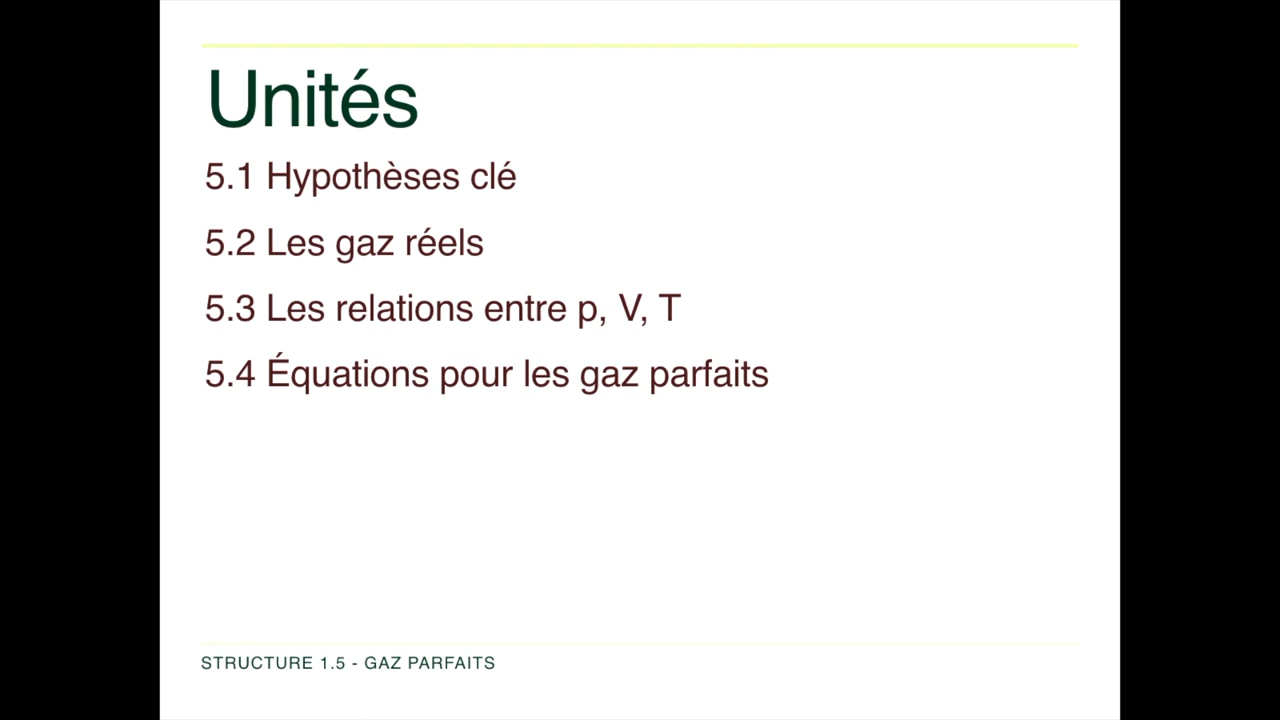 Unités
5.1 Hypothèses clé
5.2 Les gaz réels
5.3 Les relations entre p, V, T
5.4 Équations pour les gaz parfaits
STRUCTURE 1.5 - GAZ PARFAITS